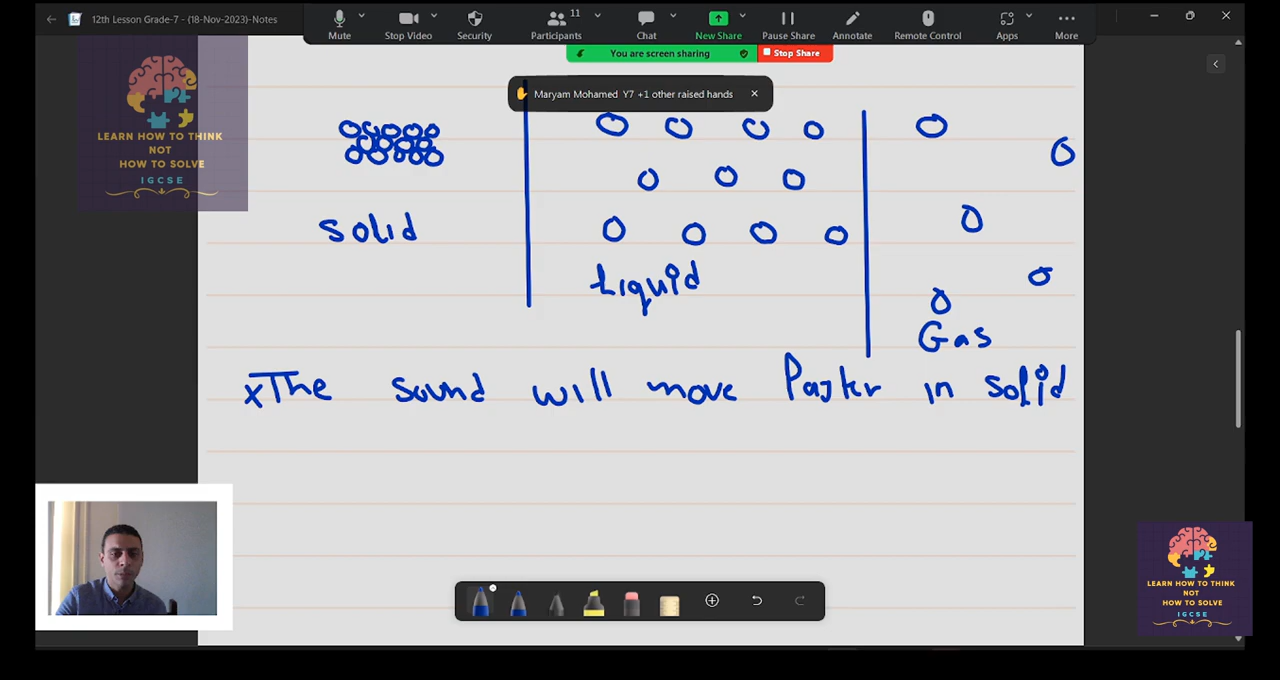 12th Lesson Grade-7 - (18-Nov-2023)-Notes
Mute
Stop Video
Security
11
Participants
Chat
New Share
Pause Share
Annotate
Remote Control
Apps
More
You are screen sharing
Stop Share
Maryam Mohamed Y7 +1 other raised hands
LEARN HOW TO THINK
NOT
HOW TO SOLVE
IGCSE
solid
Liquid
Gas
xThe sound will move Faster in solid
LEARN HOW TO THINK
NOT
HOW TO SOLVE
IGCSE